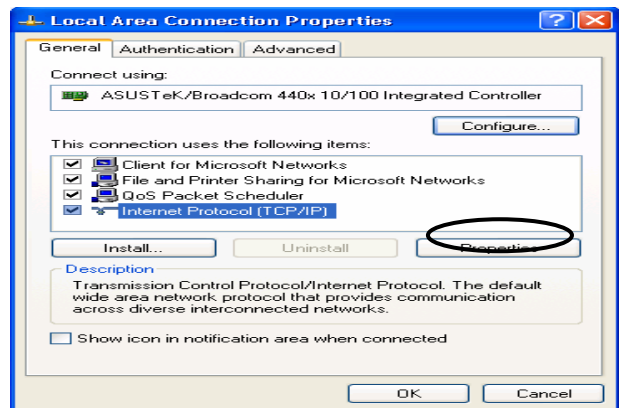 Local Area Connection Properties
General Authentication Advanced
Connect using:
ASUSTeK/Broadcom 440x 10/100 Integrated Controller
Configure...
This connection uses the following items:
Client for Microsoft Networks
File and Printer Sharing for Microsoft Networks
QoS Packet Scheduler
Internet Protocol (TCP/IP)
Install... Uninstall Properties
Description
Transmission Control Protocol/Internet Protocol. The default
wide area network protocol that provides communication
across diverse interconnected networks.
Show icon in notification area when connected
OK Cancel